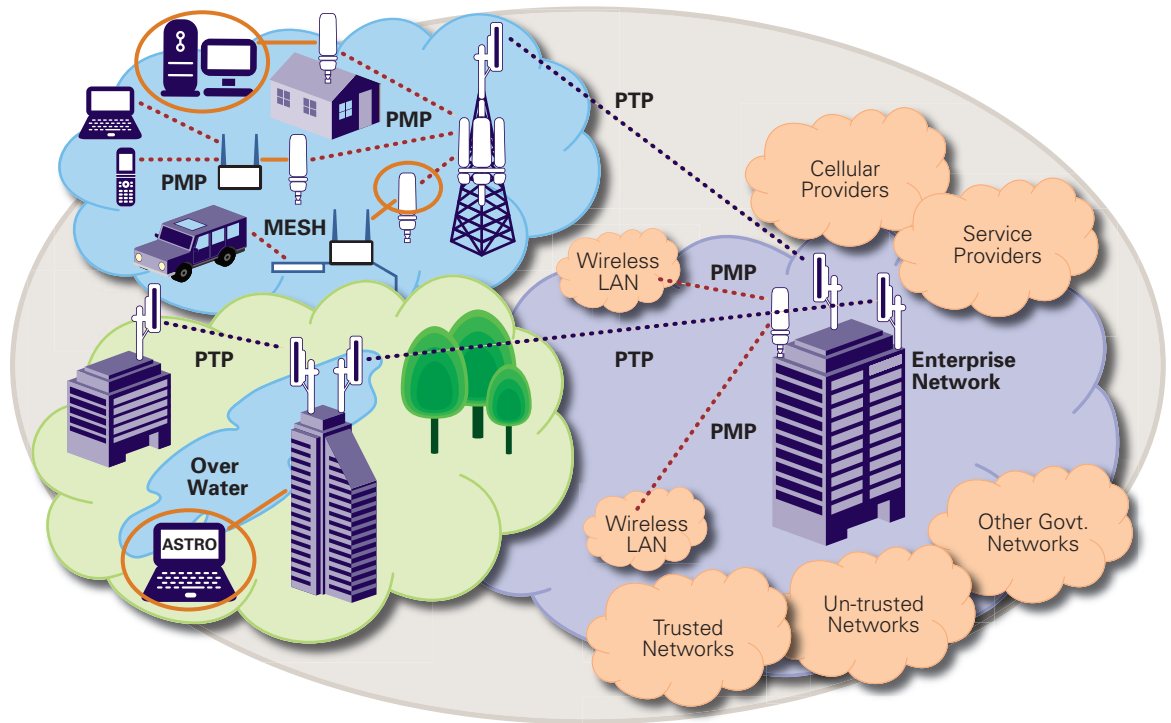 PTP
PMP
PMP
MESH
Cellular
Providers
Service
Providers
Wireless
LAN
PMP
PTP
PTP
Enterprise
Network
PMP
Over
Water
ASTRO
Wireless
LAN
Other Govt.
Networks
Un-trusted
Networks
Trusted
Networks